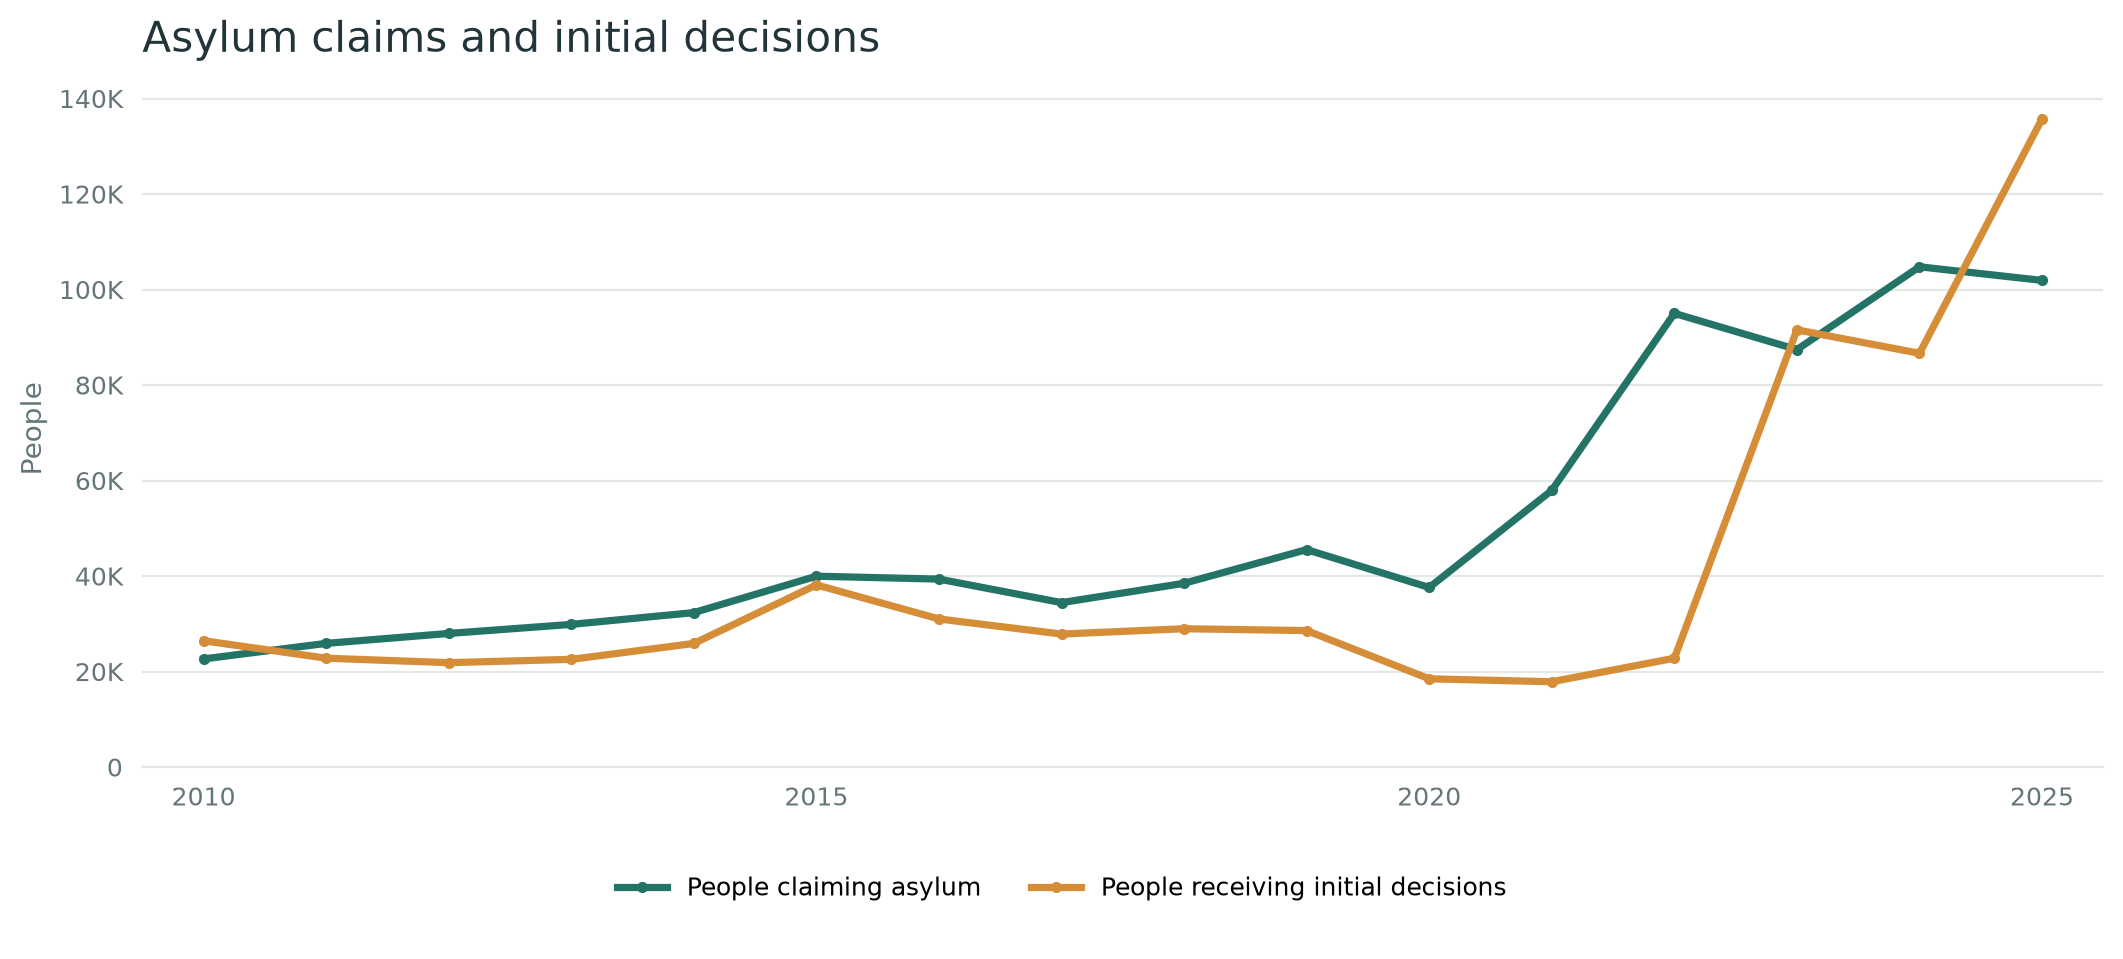 Asylum claims and initial decisions
140K
120K
100K
80K
60K
40K
20K
0
People
2010 2015 2020 2025
People claiming asylum People receiving initial decisions